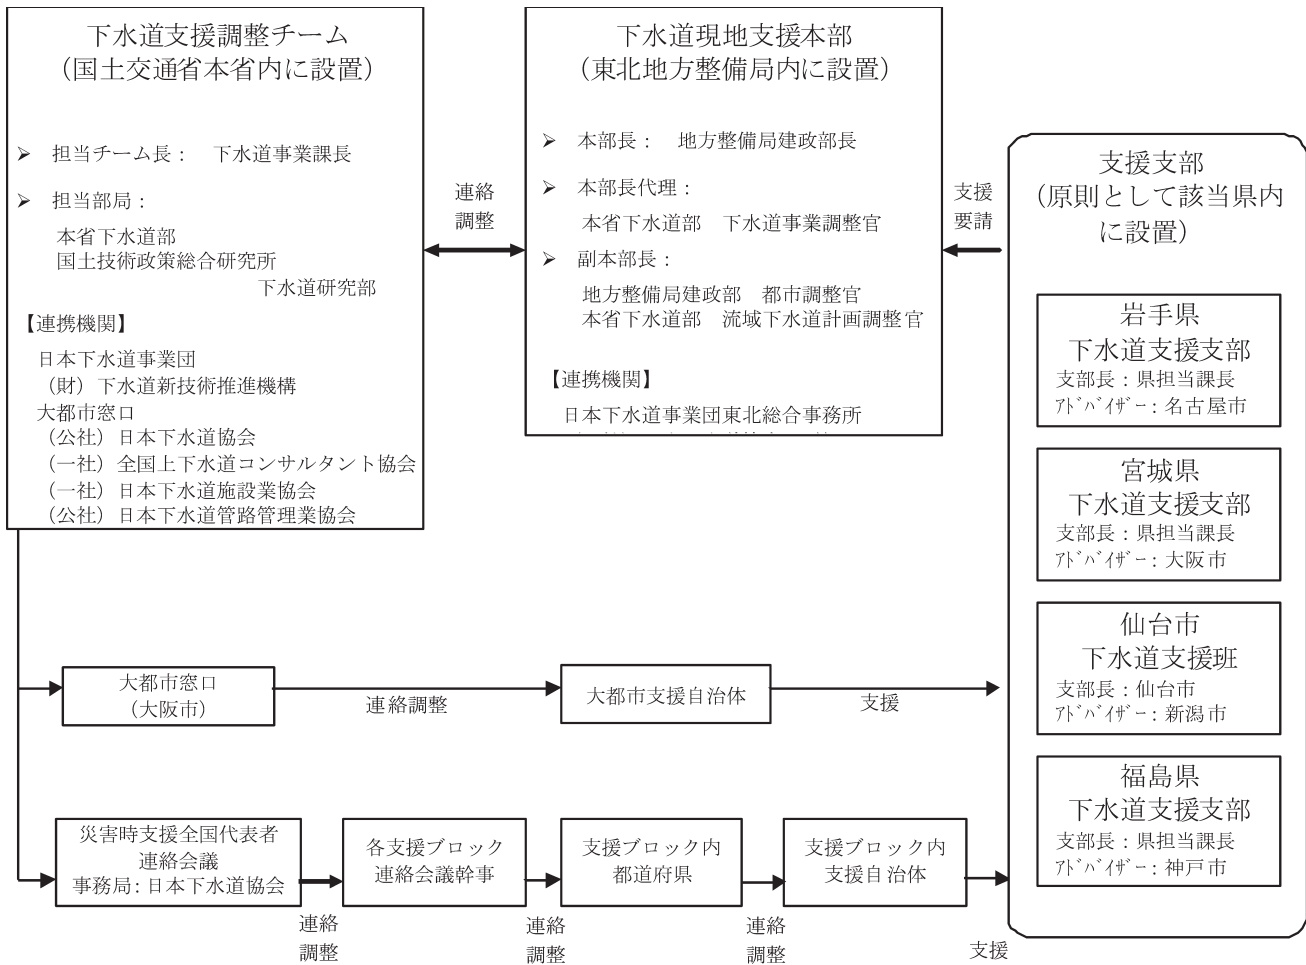 下水道支援調整チーム
（国土交通省本省内に設置）
➢ 担当チーム長： 下水道事業課長
➢ 担当部局：
本省下水道部
国土技術政策総合研究所
下水道研究部
【連携機関】
日本下水道事業団
（財）下水道新技術推進機構
大都市窓口
（公社）日本下水道協会
（一社）全国上下水道コンサルタント協会
（一社）日本下水道施設業協会
（公社）日本下水道管路管理業協会
連絡
調整
下水道現地支援本部
（東北地方整備局内に設置）
➢ 本部長： 地方整備局建政部長
➢ 本部長代理：
本省下水道部 下水道事業調整官
➢ 副本部長：
地方整備局建政部 都市調整官
本省下水道部 流域下水道計画調整官
【連携機関】
日本下水道事業団東北総合事務所
支援
要請
支援支部
（原則として該当県内
に設置）
岩手県
下水道支援支部
支部長：県担当課長
ｱﾄﾞﾊﾞｲｻﾞｰ：名古屋市
宮城県
下水道支援支部
支部長：県担当課長
ｱﾄﾞﾊﾞｲｻﾞｰ：大阪市
仙台市
下水道支援班
支部長：仙台市
ｱﾄﾞﾊﾞｲｻﾞｰ：新潟市
福島県
下水道支援支部
支部長：県担当課長
ｱﾄﾞﾊﾞｲｻﾞｰ：神戸市
大都市窓口
（大阪市）
連絡調整
大都市支援自治体
支援
災害時支援全国代表者
連絡会議
事務局：日本下水道協会
連絡
調整
各支援ブロック
連絡会議幹事
連絡
調整
支援ブロック内
都道府県
連絡
調整
支援ブロック内
支援自治体
支援